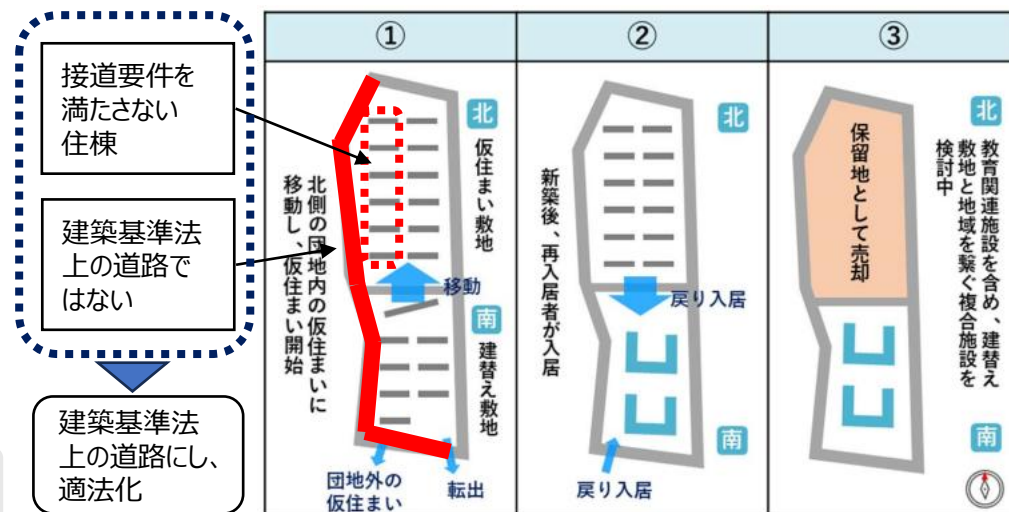 接道要件を
満たさない
住棟
建築基準法
上の道路で
はない
建築基準法
上の道路にし、
適法化
①
北
仮住まい敷地
北側の団地内の仮住まいに
移動し、仮住まい開始
移動
南
建替え敷地
団地外の
仮住まい
転出
②
北
新築後、再入居者が入居
戻り入居
南
戻り入居
③
保留地として売却
北
教育関連施設を含め、建替え
敷地と地域を繋ぐ複合施設を
検討中
南